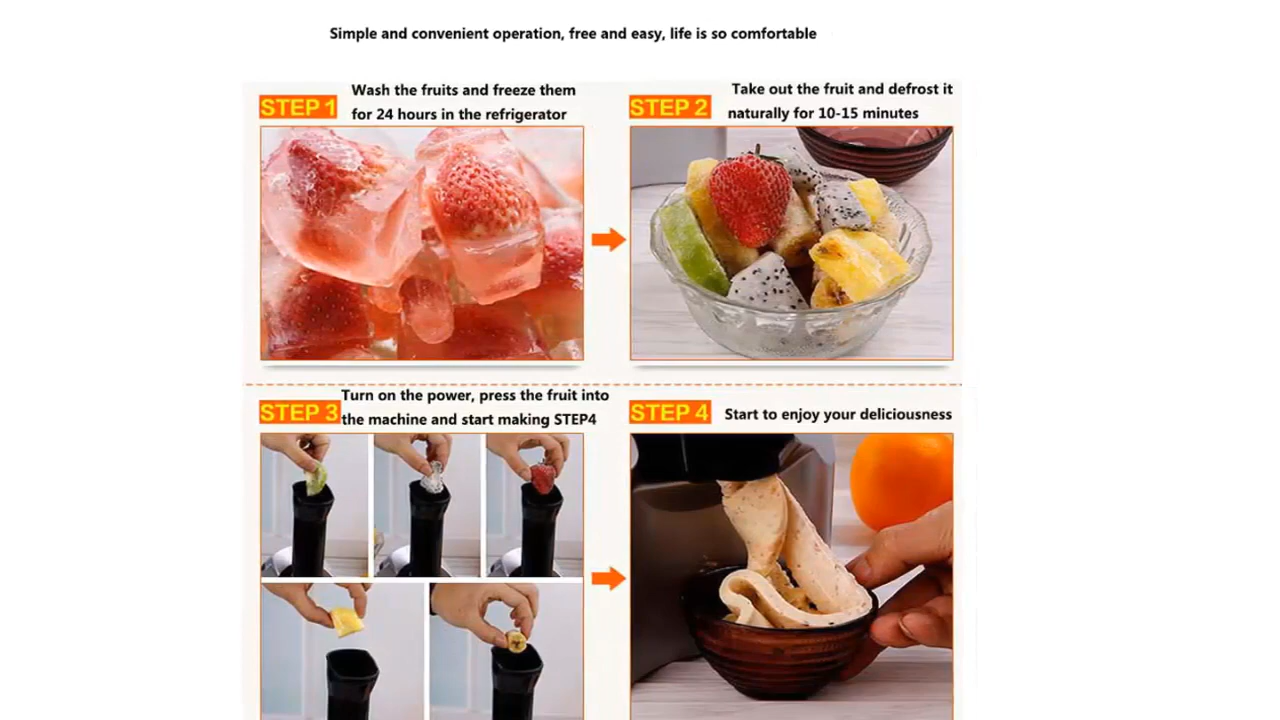 Simple and convenient operation, free and easy, life is so comfortable
STEP 1
Wash the fruits and freeze them
for 24 hours in the refrigerator
STEP 2
Take out the fruit and defrost it
naturally for 10-15 minutes
STEP 3
Turn on the power, press the fruit into
the machine and start making STEP4
STEP 4
Start to enjoy your deliciousness